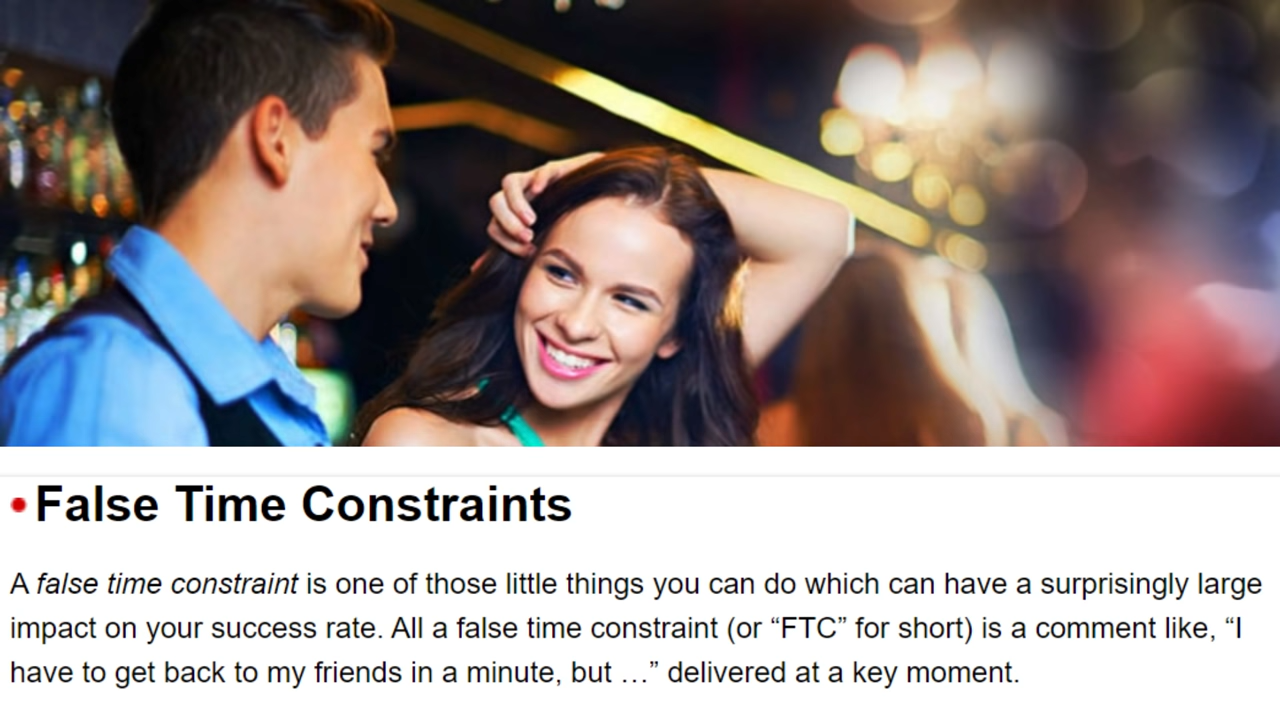 False Time Constraints
A false time constraint is one of those little things you can do which can have a surprisingly large
impact on your success rate. All a false time constraint (or “FTC” for short) is a comment like, “I
have to get back to my friends in a minute, but …” delivered at a key moment.